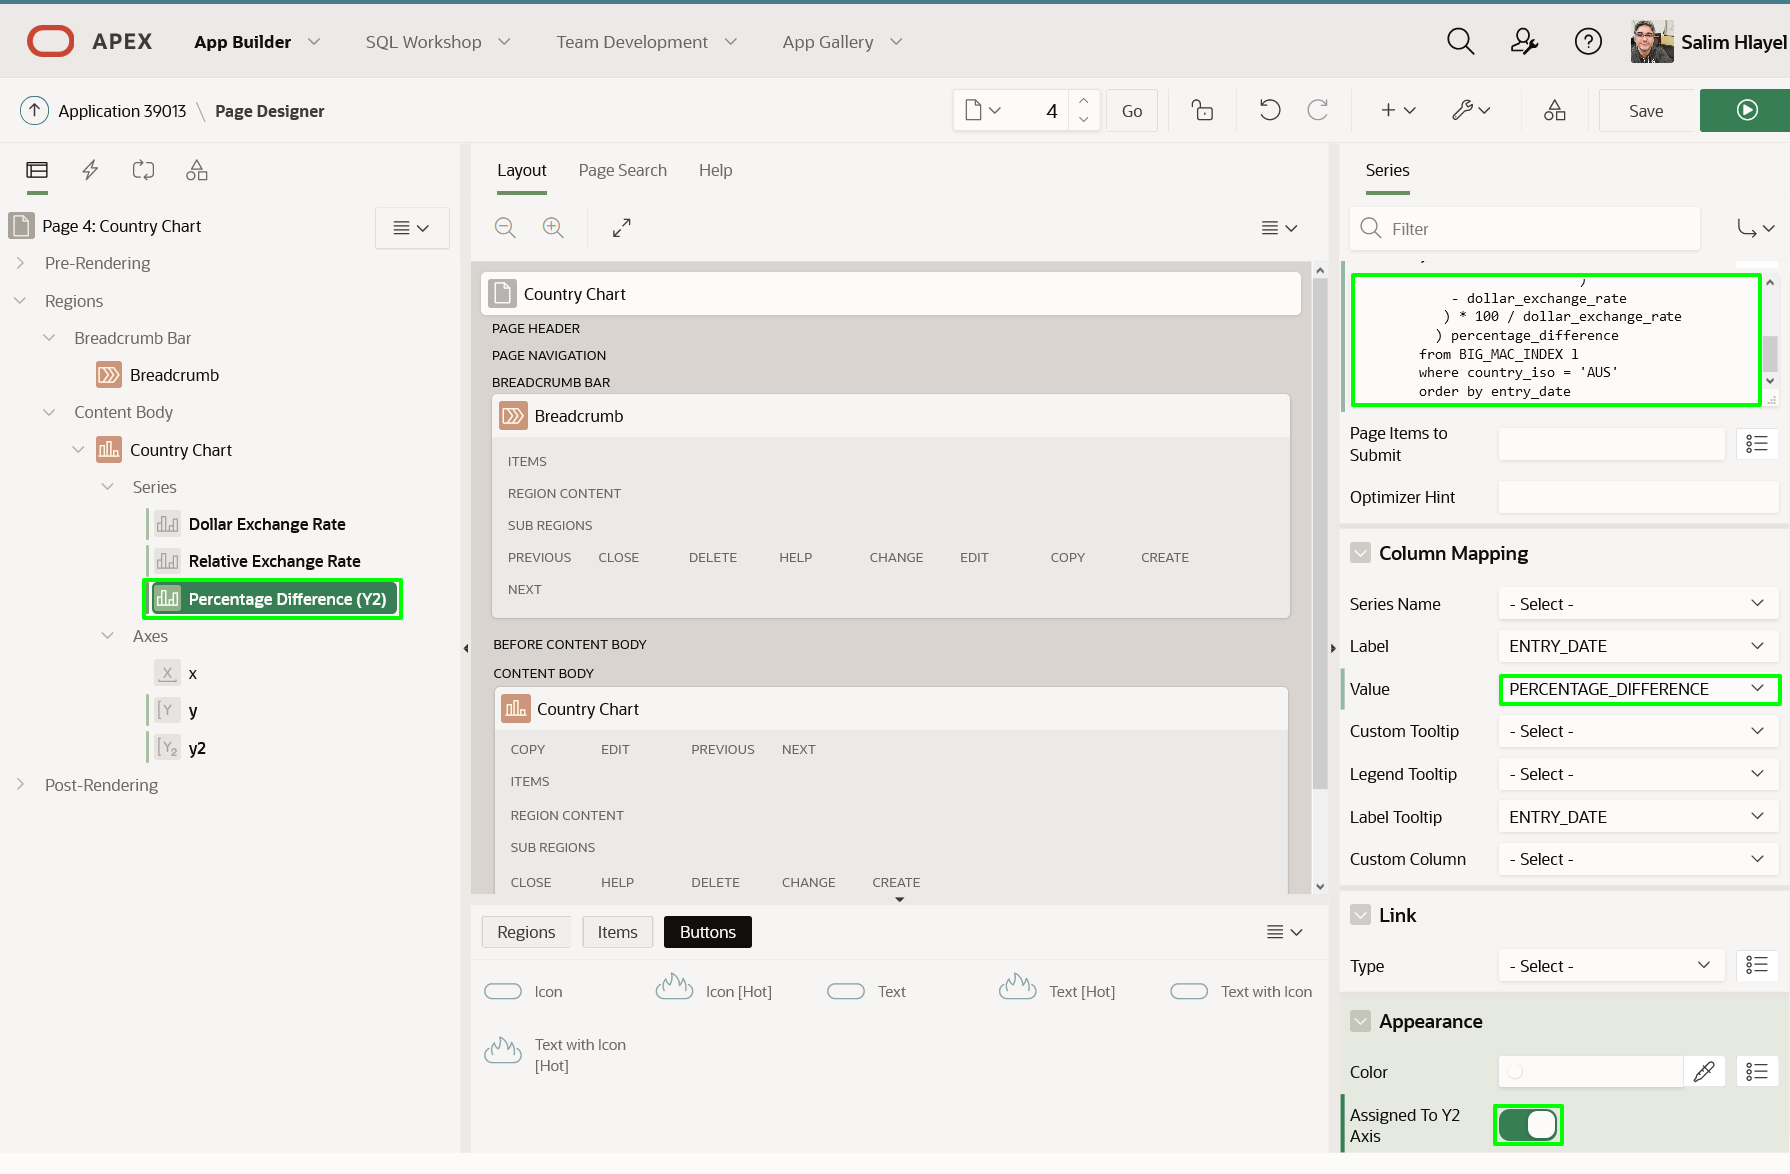 APEX
App Builder
SQL Workshop
Team Development
App Gallery
Salim Hlayel
Application 39013 \ Page Designer
4
Go
Save
Page 4: Country Chart
Pre-Rendering
Regions
Breadcrumb Bar
Breadcrumb
Content Body
Country Chart
Series
Dollar Exchange Rate
Relative Exchange Rate
Percentage Difference (Y2)
Axes
x
y
y2
Post-Rendering
Layout
Page Search
Help
Country Chart
PAGE HEADER
PAGE NAVIGATION
BREADCRUMB BAR
Breadcrumb
ITEMS
REGION CONTENT
SUB REGIONS
PREVIOUS CLOSE DELETE HELP CHANGE EDIT COPY CREATE
NEXT
BEFORE CONTENT BODY
CONTENT BODY
Country Chart
COPY EDIT PREVIOUS NEXT
ITEMS
REGION CONTENT
SUB REGIONS
CLOSE HELP DELETE CHANGE CREATE
Regions
Items
Buttons
Icon
Icon [Hot]
Text
Text [Hot]
Text with Icon
Text with Icon
[Hot]
Series
Filter
)
- dollar_exchange_rate
) * 100 / dollar_exchange_rate
) percentage_difference
from BIG_MAC_INDEX l
where country_iso = 'AUS'
order by entry_date
Page Items to
Submit
Optimizer Hint
Column Mapping
Series Name - Select -
Label ENTRY_DATE
Value PERCENTAGE_DIFFERENCE
Custom Tooltip - Select -
Legend Tooltip - Select -
Label Tooltip ENTRY_DATE
Custom Column - Select -
Link
Type - Select -
Appearance
Color
Assigned To Y2
Axis